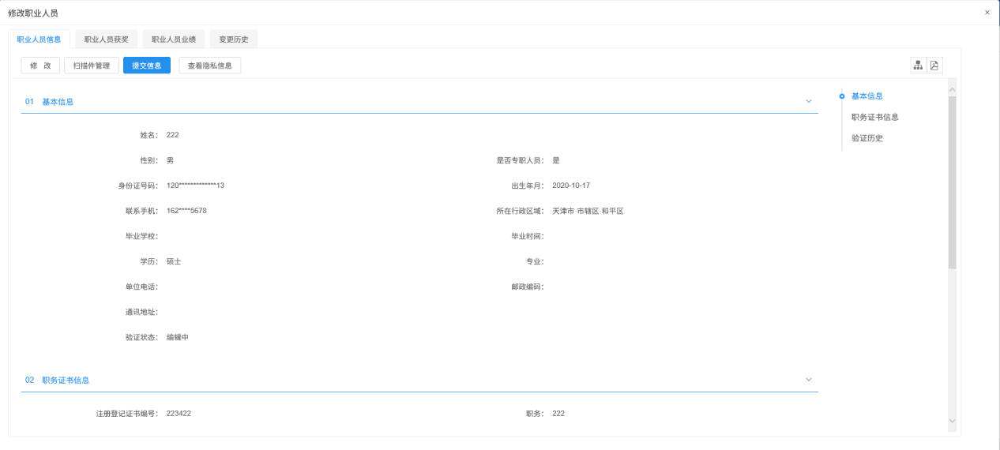 修改职业人员 ×
职业人员信息 职业人员获奖 职业人员业绩 变更历史
修 改 扫描件管理 提交信息 查看隐私信息
01 基本信息
基本信息
职务证书信息
验证历史
姓名： 222
性别： 男 是否专职人员： 是
身份证号码： 120*************13 出生年月： 2020-10-17
联系手机： 162****5678 所在行政区域： 天津市·市辖区·和平区
毕业学校： 毕业时间：
学历： 硕士 专业：
单位电话： 邮政编码：
通讯地址：
验证状态： 编辑中
02 职务证书信息
注册登记证书编号： 223422 职务： 222